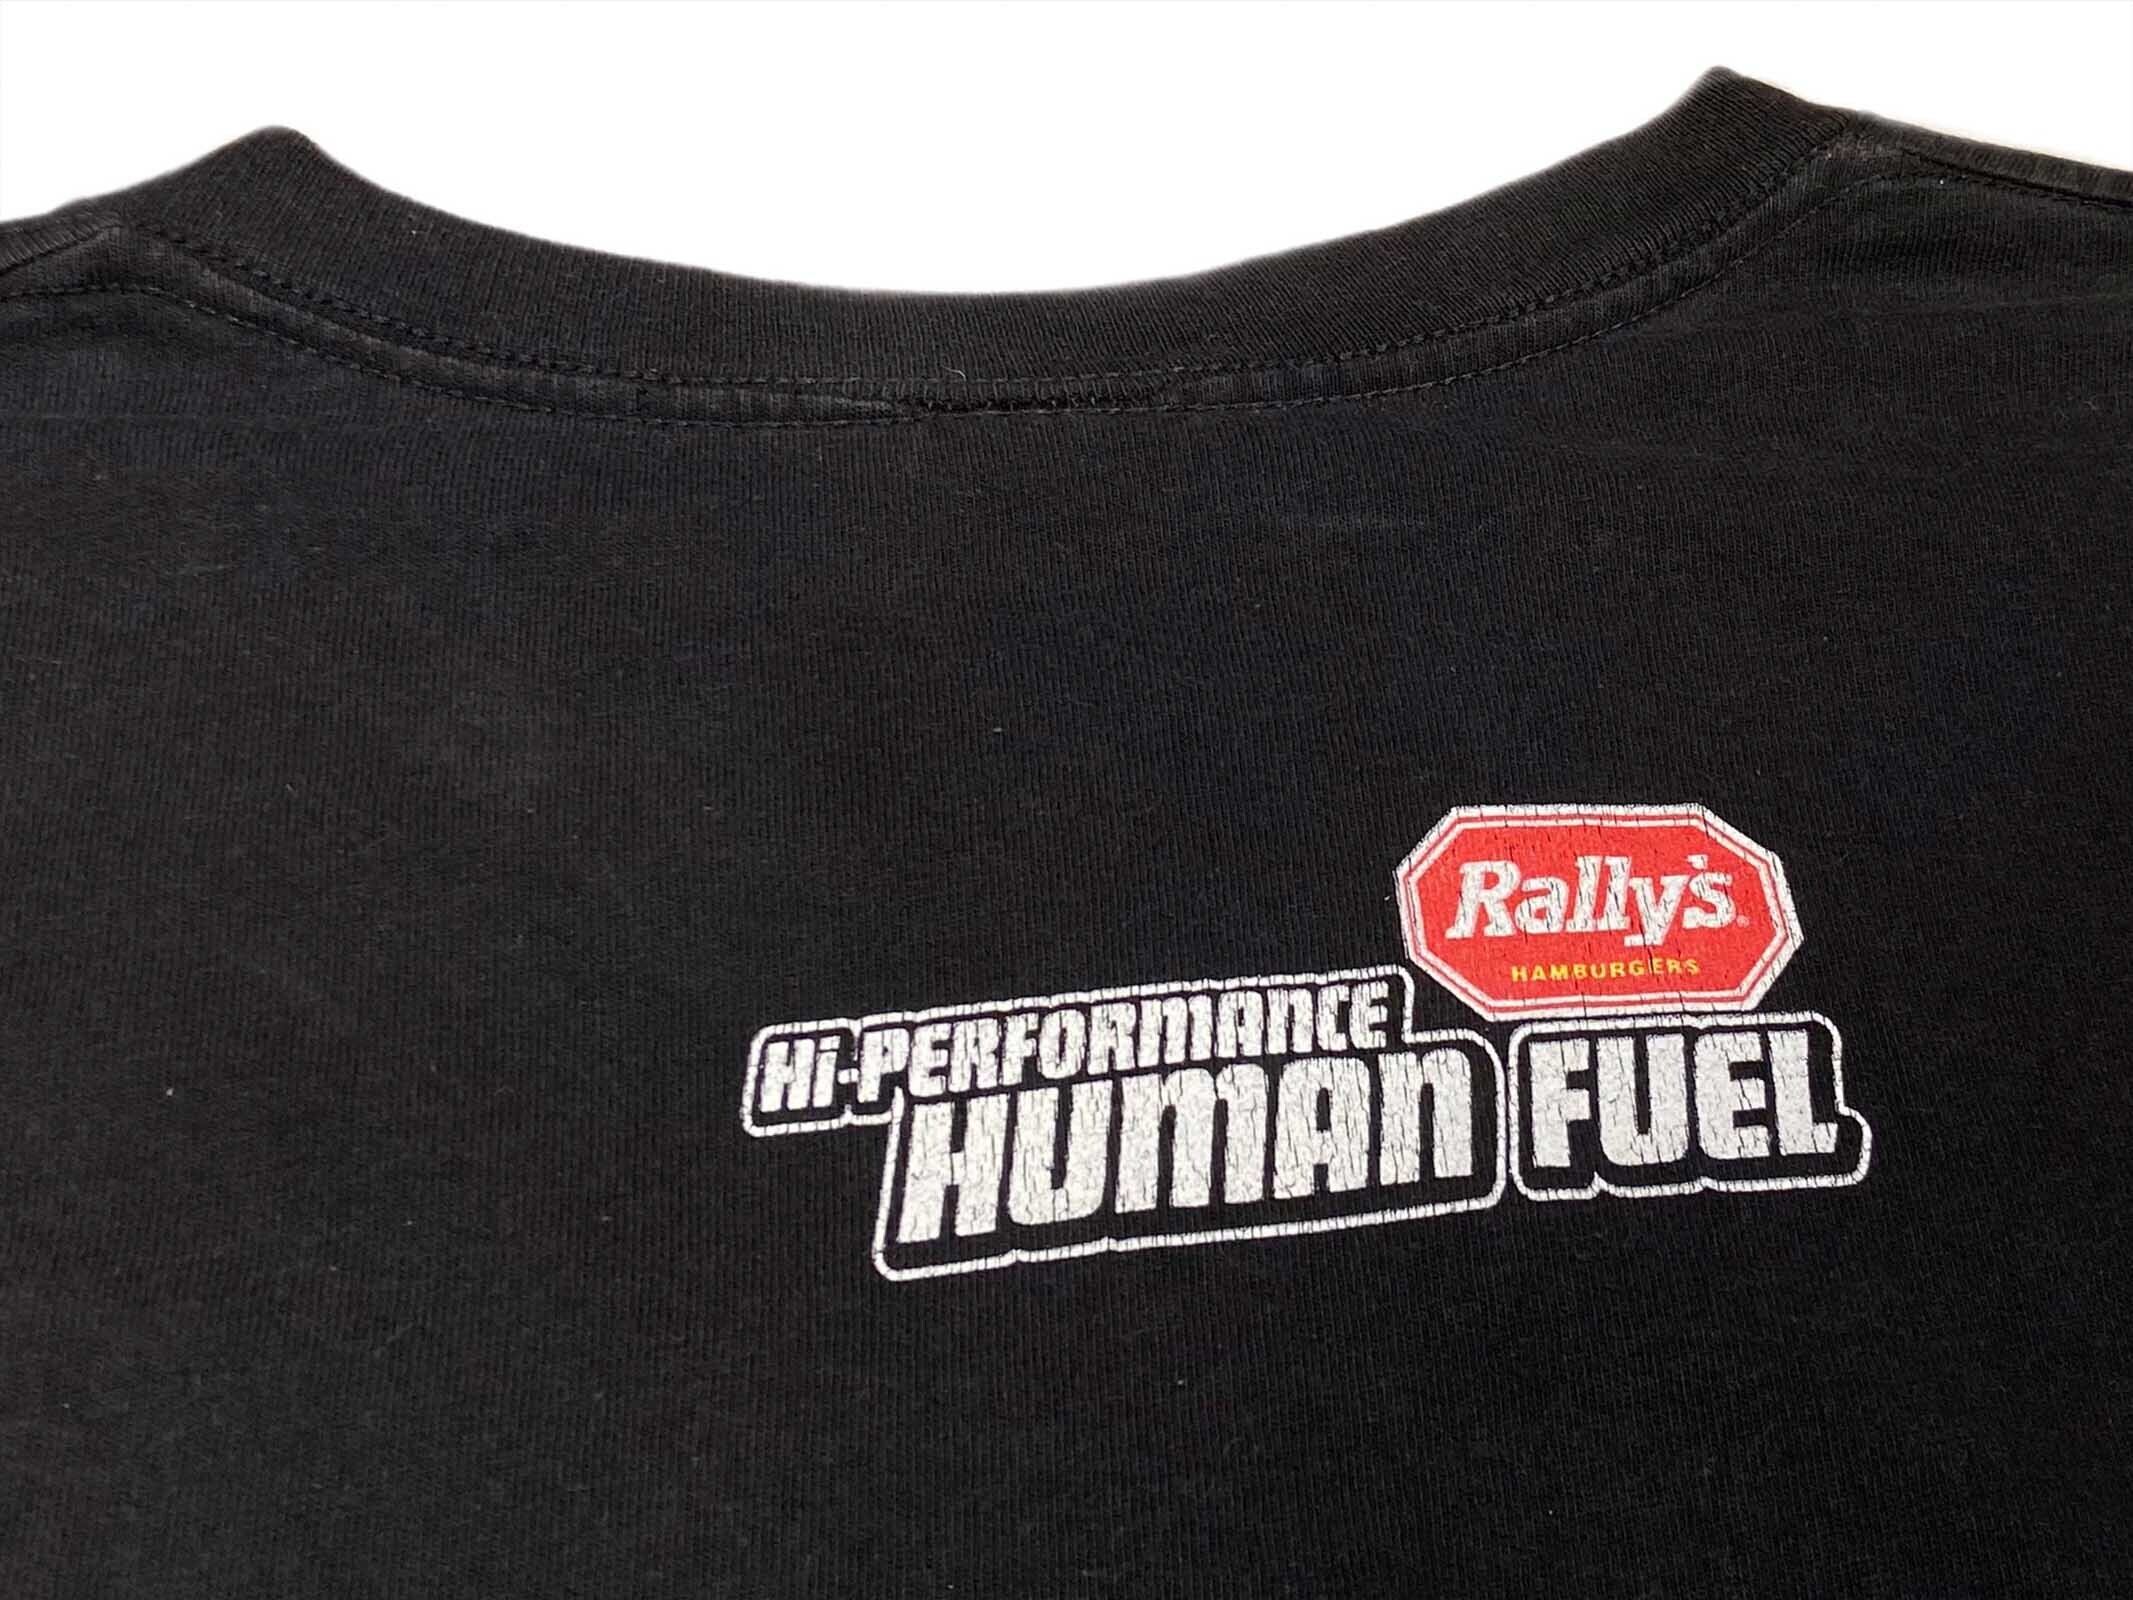 Rally's
HAMBURGERS
Hi-PERFORMANCE
HUMAN FUEL